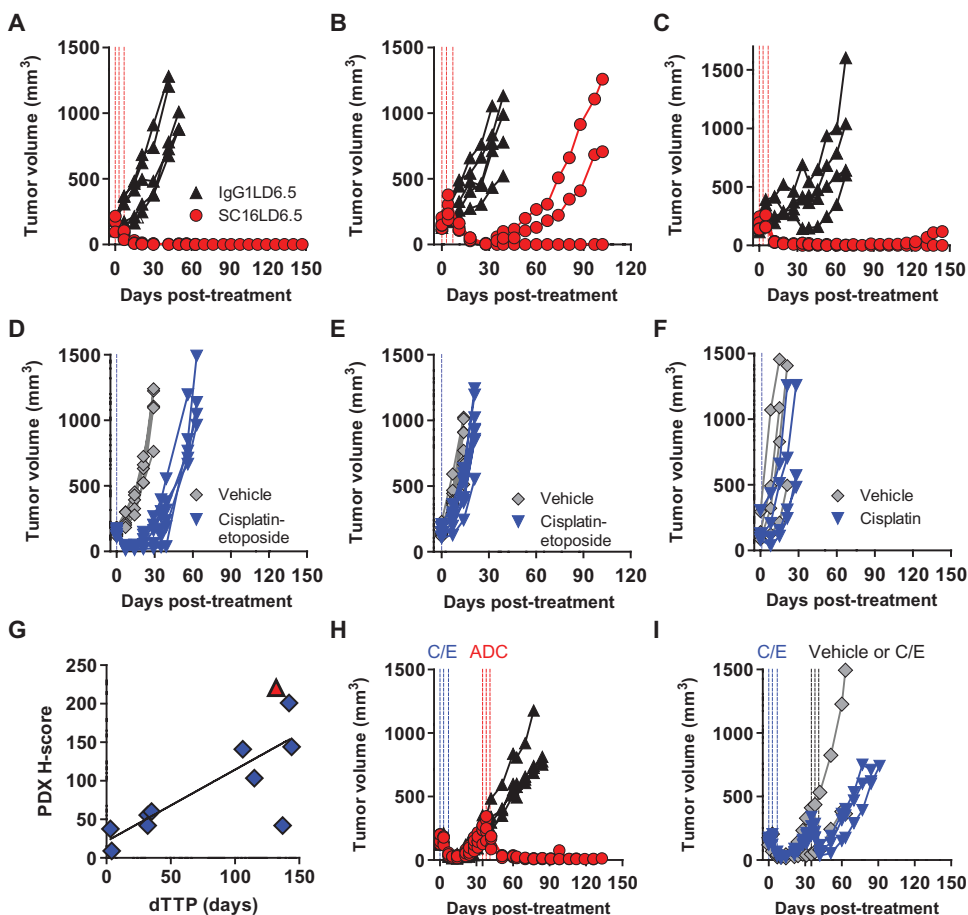 A
Tumor volume (mm³)
1500
1000
500
0
0
30
60
90
120
150
Days post-treatment
IgG1LD6.5
SC16LD6.5
B
Tumor volume (mm³)
1500
1000
500
0
0
30
60
90
120
Days post-treatment
C
Tumor volume (mm³)
1500
1000
500
0
0
30
60
90
120
150
Days post-treatment
D
Tumor volume (mm³)
1500
1000
500
0
0
30
60
90
120
150
Days post-treatment
Vehicle
Cisplatin-
etoposide
E
Tumor volume (mm³)
1500
1000
500
0
0
30
60
90
120
150
Days post-treatment
Vehicle
Cisplatin-
etoposide
F
Tumor volume (mm³)
1500
1000
500
0
0
30
60
90
120
150
Days post-treatment
Vehicle
Cisplatin
G
PDX H-score
250
200
150
100
50
0
0
50
100
150
dTTP (days)
H
C/E
ADC
Tumor volume (mm³)
1500
1000
500
0
0
30
60
90
120
150
Days post-treatment
I
C/E
Vehicle or C/E
Tumor volume (mm³)
1500
1000
500
0
0
30
60
90
120
150
Days post-treatment